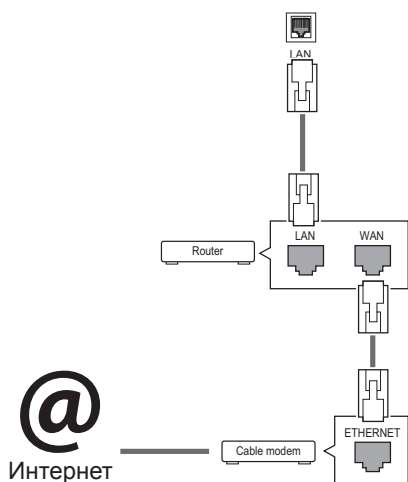 LAN
LAN
WAN
Router
@
ETHERNET
Cable modem
Интернет